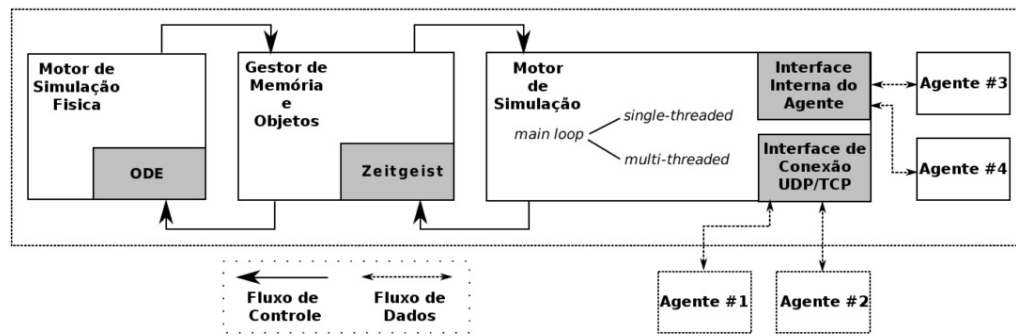 Motor de
Simulação
Fisica
ODE
Gestor de
Memória
e
Objetos
Zeitgeist
Motor
de
Simulação
main loop
single-threaded
multi-threaded
Interface
Interna do
Agente
Interface de
Conexão
UDP/TCP
Agente #3
Agente #4
Agente #1
Agente #2
Fluxo de
Controle
Fluxo de
Dados